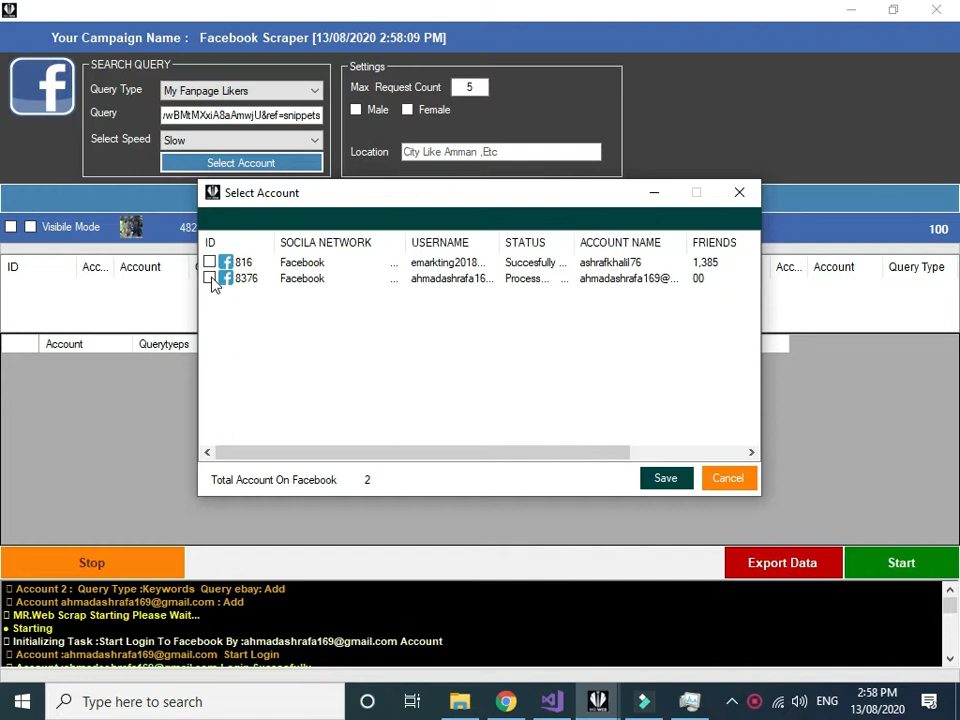 Your Campaign Name : Facebook Scraper [13/08/2020 2:58:09 PM]
SEARCH QUERY
Query Type My Fanpage Likers
Query /wBMtMXxiA8aAmwjU&ref=snippets
Select Speed Slow
Select Account
Settings
Max Request Count 5
Male Female
Location City Like Amman ,Etc
Visibile Mode 482
100
Select Account
ID SOCILA NETWORK USERNAME STATUS ACCOUNT NAME FRIENDS
816 Facebook ... emarkting2018... Succesfully ... ashrafkhalil76 1,385
8376 Facebook ... ahmadashrafa16... Process... ... ahmadashrafa169@... 00
Total Account On Facebook 2
Save Cancel
ID Acc... Account
Acc... Query Type
Account Querytyeps
Stop
Export Data
Start
Account 2 : Query Type :Keywords Query ebay: Add
Account ahmadashrafa169@gmail.com : Add
MR.Web Scrap Starting Please Wait...
Starting
Initializing Task :Start Login To Facebook By :ahmadashrafa169@gmail.com Account
Account :ahmadashrafa169@gmail.com Start Login
Type here to search
ENG
2:58 PM
13/08/2020